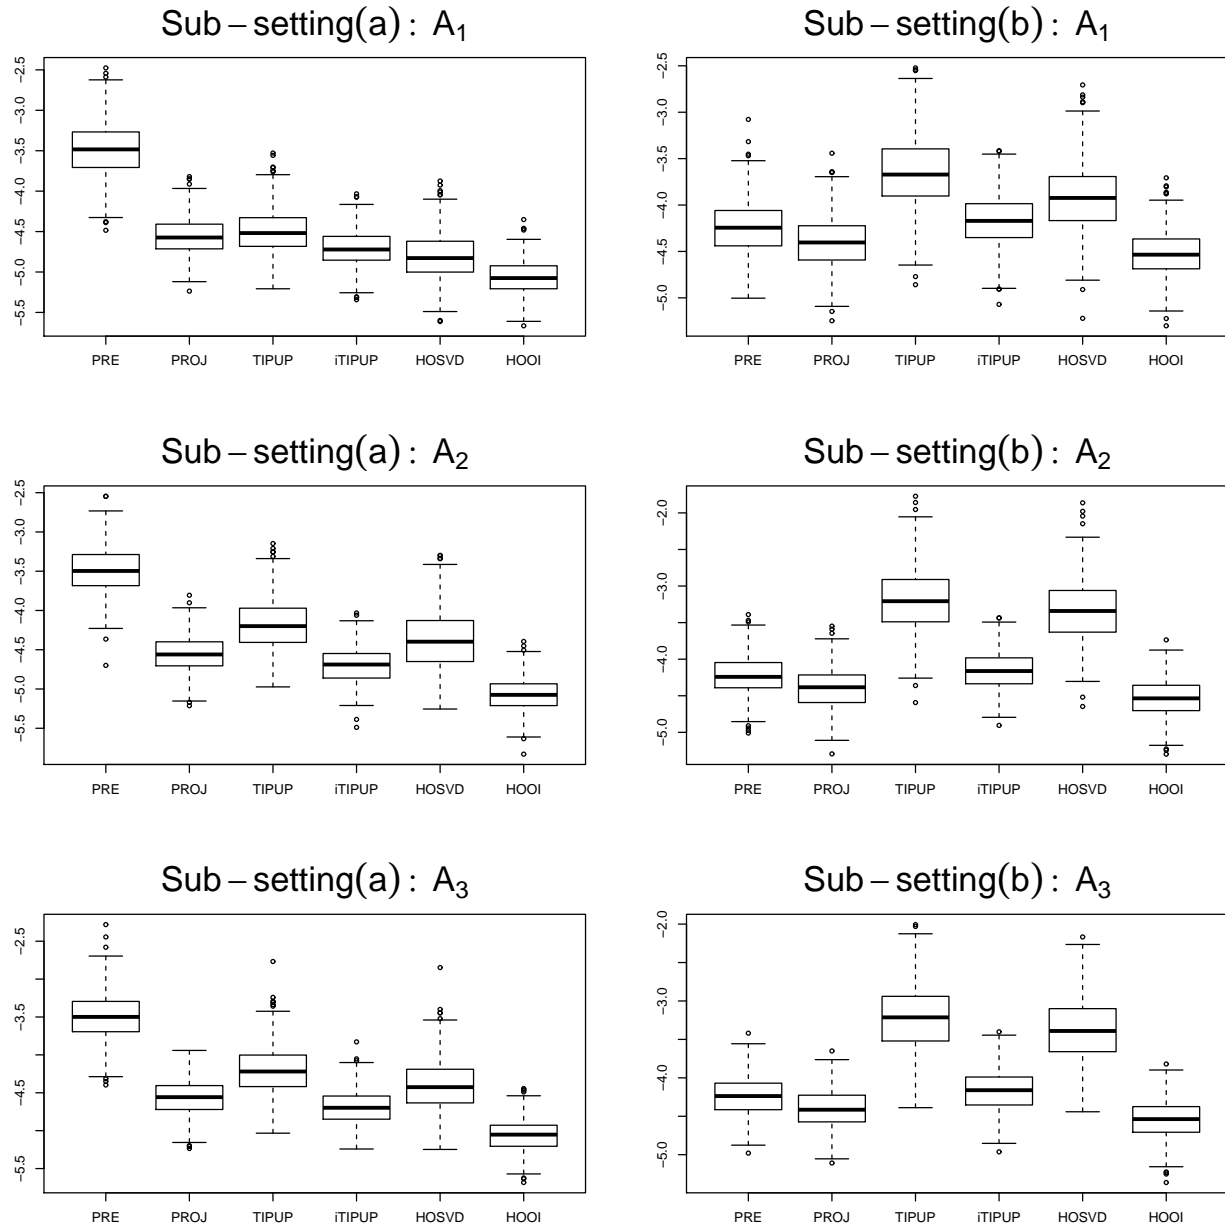 Sub − setting(a) : A1
-2.5
-3.0
-3.5
-4.0
-4.5
-5.0
-5.5
PRE PROJ TIPUP iTIPUP HOSVD HOOI
Sub − setting(b) : A1
-2.5
-3.0
-3.5
-4.0
-4.5
-5.0
PRE PROJ TIPUP iTIPUP HOSVD HOOI
Sub − setting(a) : A2
-2.5
-3.0
-3.5
-4.0
-4.5
-5.0
-5.5
PRE PROJ TIPUP iTIPUP HOSVD HOOI
Sub − setting(b) : A2
-2.0
-3.0
-4.0
-5.0
PRE PROJ TIPUP iTIPUP HOSVD HOOI
Sub − setting(a) : A3
-2.5
-3.5
-4.5
-5.5
PRE PROJ TIPUP iTIPUP HOSVD HOOI
Sub − setting(b) : A3
-2.0
-3.0
-4.0
-5.0
PRE PROJ TIPUP iTIPUP HOSVD HOOI